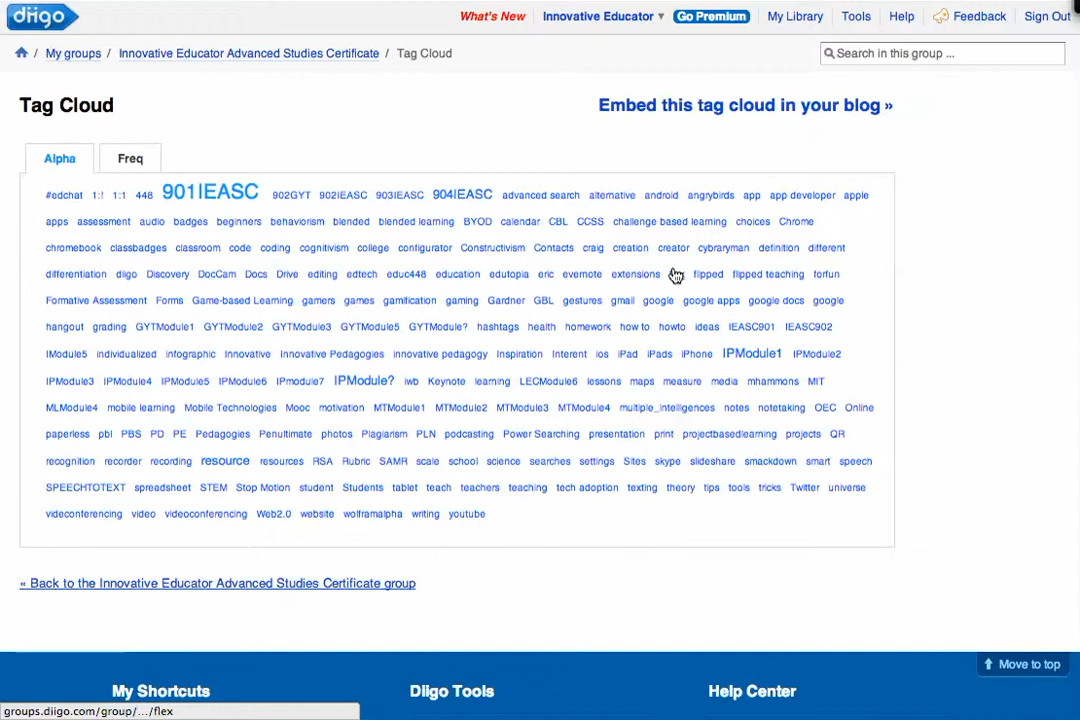 diigo What's New Innovative Educator Go Premium My Library Tools Help Feedback Sign Out
/ My groups / Innovative Educator Advanced Studies Certificate / Tag Cloud Search in this group ...
Tag Cloud Embed this tag cloud in your blog »
Alpha Freq
#edchat 1:! 1:1 448 901IEASC 902GYT 902IEASC 903IEASC 904IEASC advanced search alternative android angrybirds app app developer apple
apps assessment audio badges beginners behaviorism blended blended learning BYOD calendar CBL CCSS challenge based learning choices Chrome
chromebook classbadges classroom code coding cognitivism college configurator Constructivism Contacts craig creation creator cybraryman definition different
differentiation diigo Discovery DocCam Docs Drive editing edtech educ448 education edutopia eric evernote extensions flipped flipped teaching forfun
Formative Assessment Forms Game-based Learning gamers games gamification gaming Gardner GBL gestures gmail google google apps google docs google
hangout grading GYTModule1 GYTModule2 GYTModule3 GYTModule5 GYTModule? hashtags health homework how to howto ideas IEASC901 IEASC902
IModule5 individualized infographic Innovative Innovative Pedagogies innovative pedagogy Inspiration Interent ios iPad iPads iPhone IPModule1 IPModule2
IPModule3 IPModule4 IPModule5 IPModule6 IPmodule7 IPModule? iwb Keynote learning LECModule6 lessons maps measure media mhammons MIT
MLModule4 mobile learning Mobile Technologies Mooc motivation MTModule1 MTModule2 MTModule3 MTModule4 multiple_intelligences notes notetaking OEC Online
paperless pbl PBS PD PE Pedagogies Penultimate photos Plagiarism PLN podcasting Power Searching presentation print projectbasedlearning projects QR
recognition recorder recording resource resources RSA Rubric SAMR scale school science searches settings Sites skype slideshare smackdown smart speech
SPEECHTOTEXT spreadsheet STEM Stop Motion student Students tablet teach teachers teaching tech adoption texting theory tips tools tricks Twitter universe
videconferencing video videoconferencing Web2.0 website wolframalpha writing youtube
« Back to the Innovative Educator Advanced Studies Certificate group
Move to top
My Shortcuts Diigo Tools Help Center
groups.diigo.com/group/.../flex